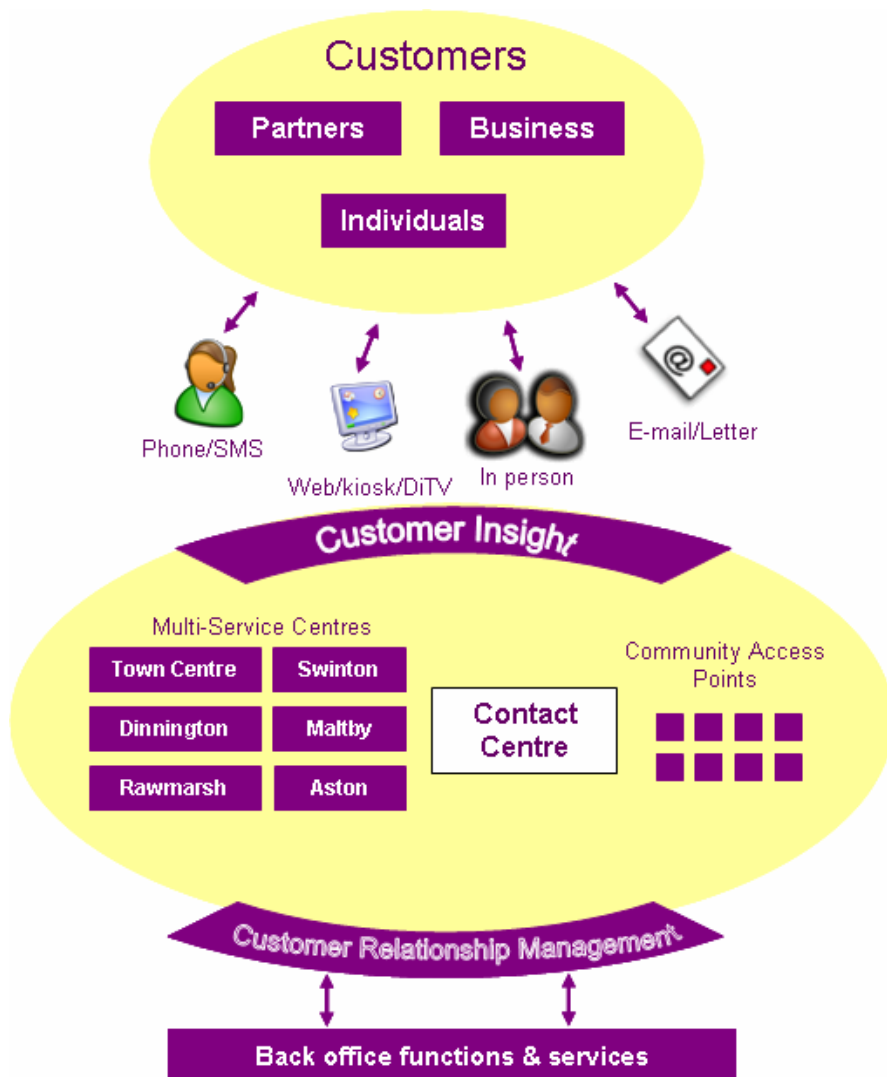 Customers
Partners
Business
Individuals
Phone/SMS
Web/kiosk/DiTV
In person
E-mail/Letter
Customer Insight
Multi-Service Centres
Town Centre
Swinton
Dinnington
Maltby
Rawmarsh
Aston
Contact
Centre
Community Access
Points
Customer Relationship Management
Back office functions & services